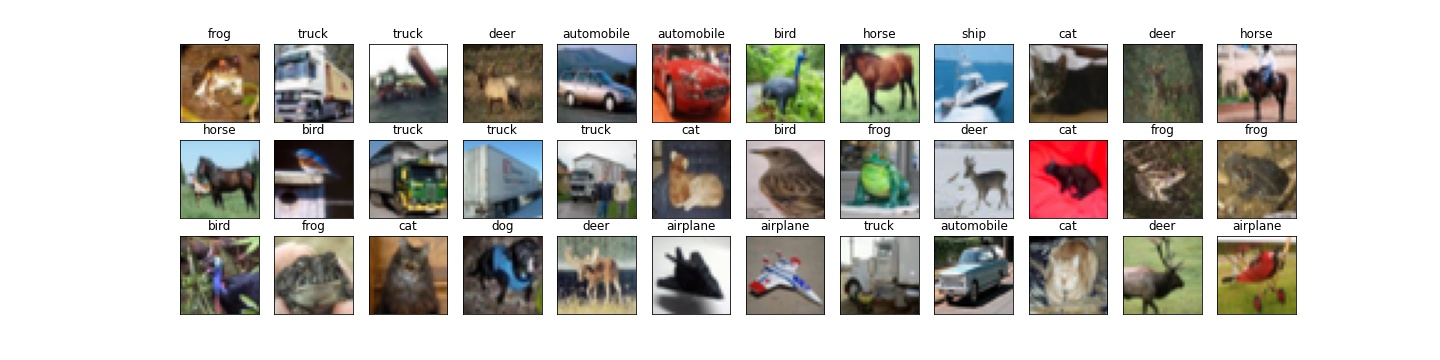 frog truck truck deer automobile automobile bird horse ship cat deer horse
horse bird truck truck truck cat bird frog deer cat frog frog
bird frog cat dog deer airplane airplane truck automobile cat deer airplane